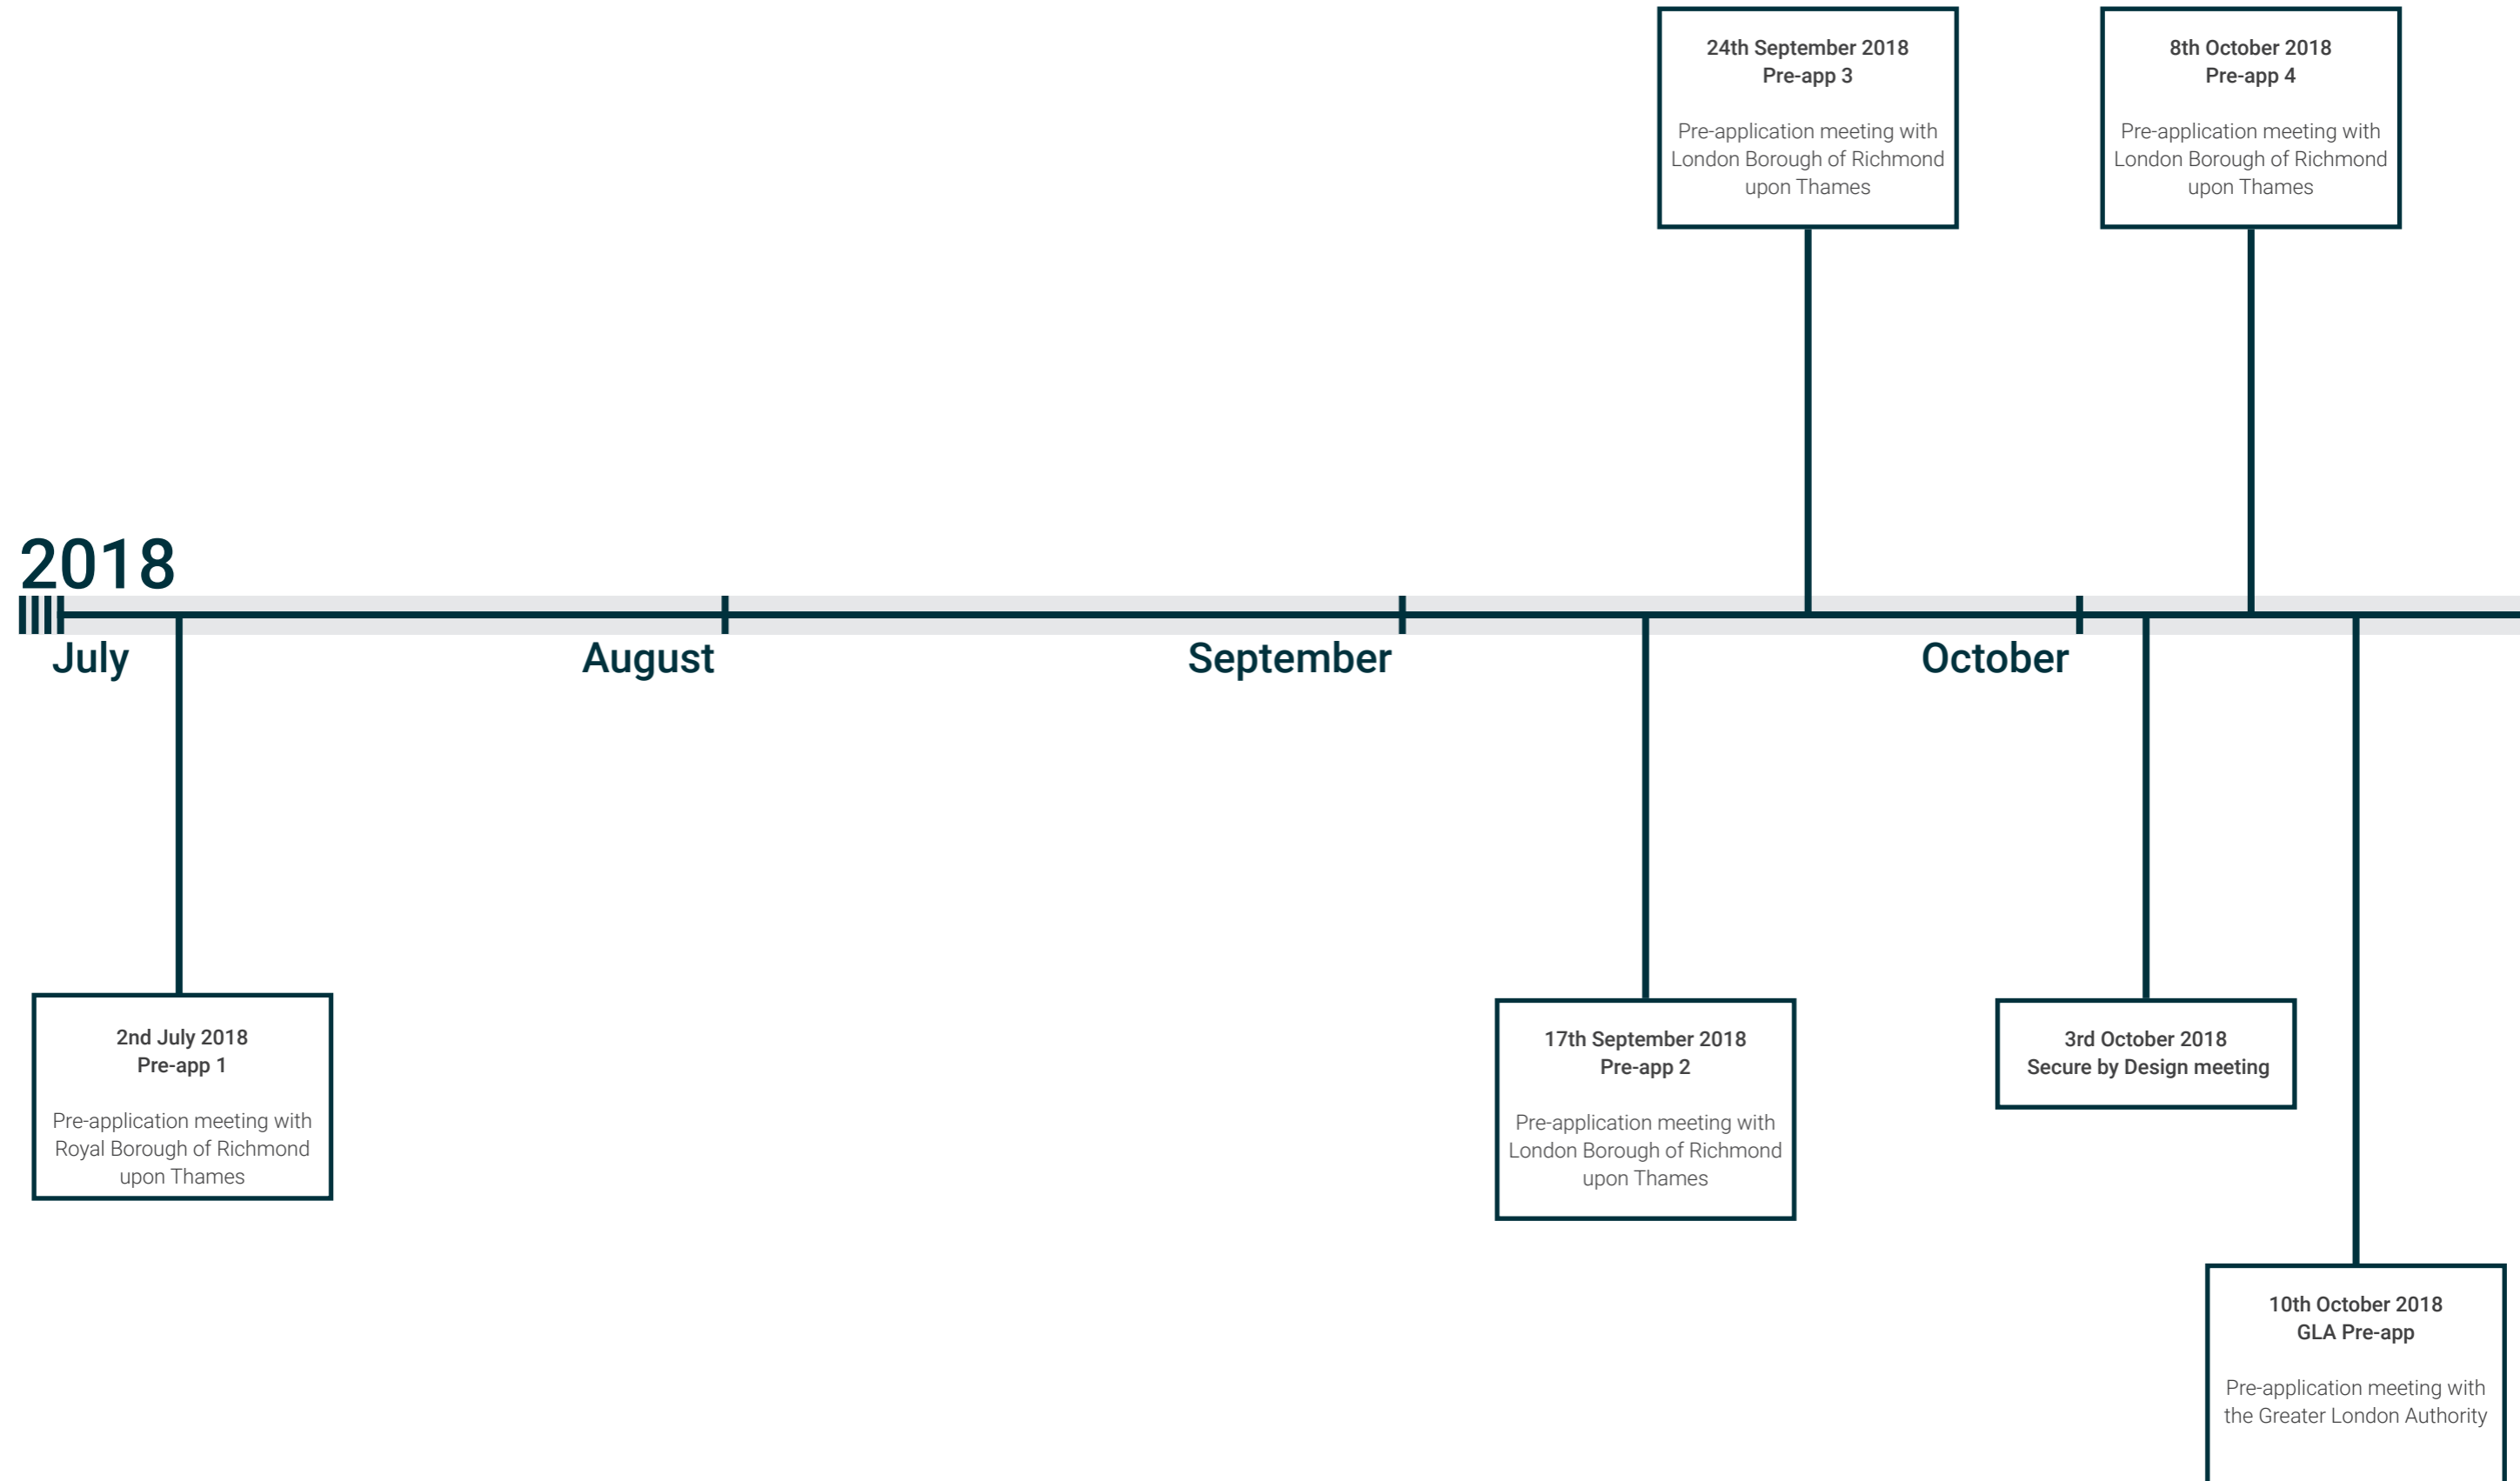 24th September 2018
Pre-app 3
Pre-application meeting with
London Borough of Richmond
upon Thames
8th October 2018
Pre-app 4
Pre-application meeting with
London Borough of Richmond
upon Thames
2018
July
August
September
October
2nd July 2018
Pre-app 1
Pre-application meeting with
Royal Borough of Richmond
upon Thames
17th September 2018
Pre-app 2
Pre-application meeting with
London Borough of Richmond
upon Thames
3rd October 2018
Secure by Design meeting
10th October 2018
GLA Pre-app
Pre-application meeting with
the Greater London Authority